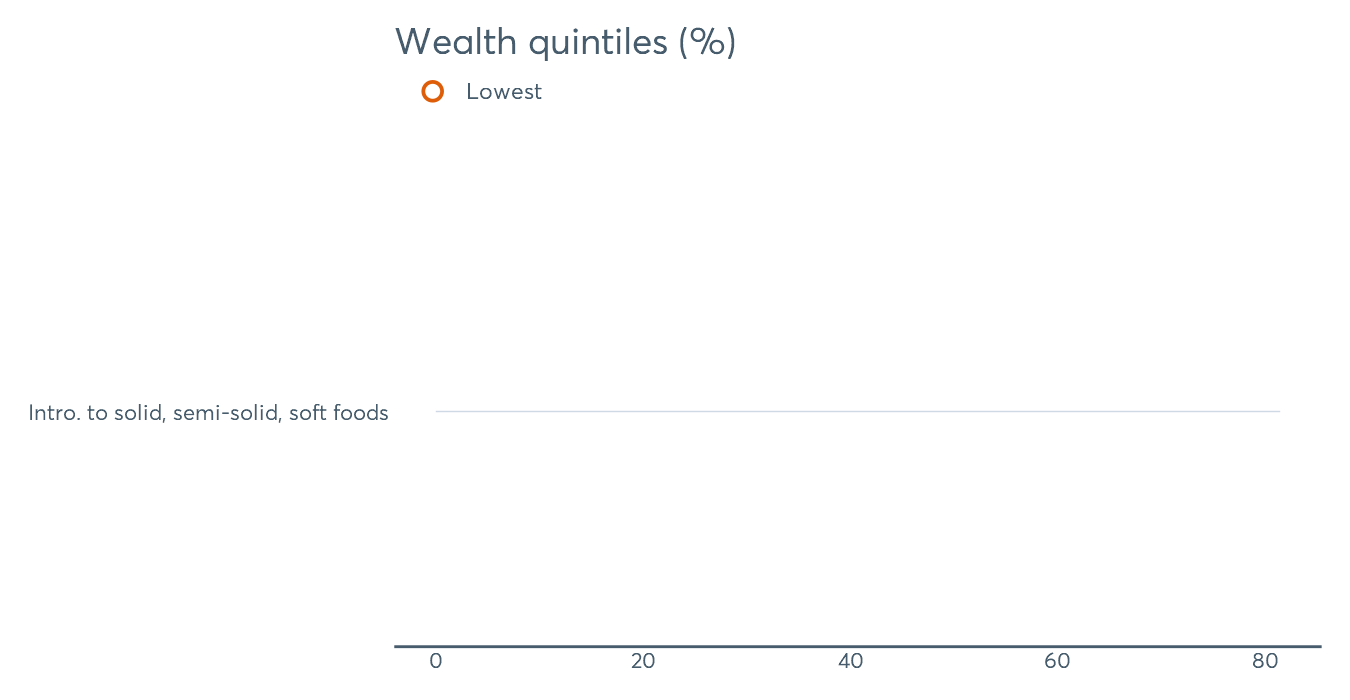 Wealth quintiles (%)
Lowest
Intro. to solid, semi-solid, soft foods
0 20 40 60 80